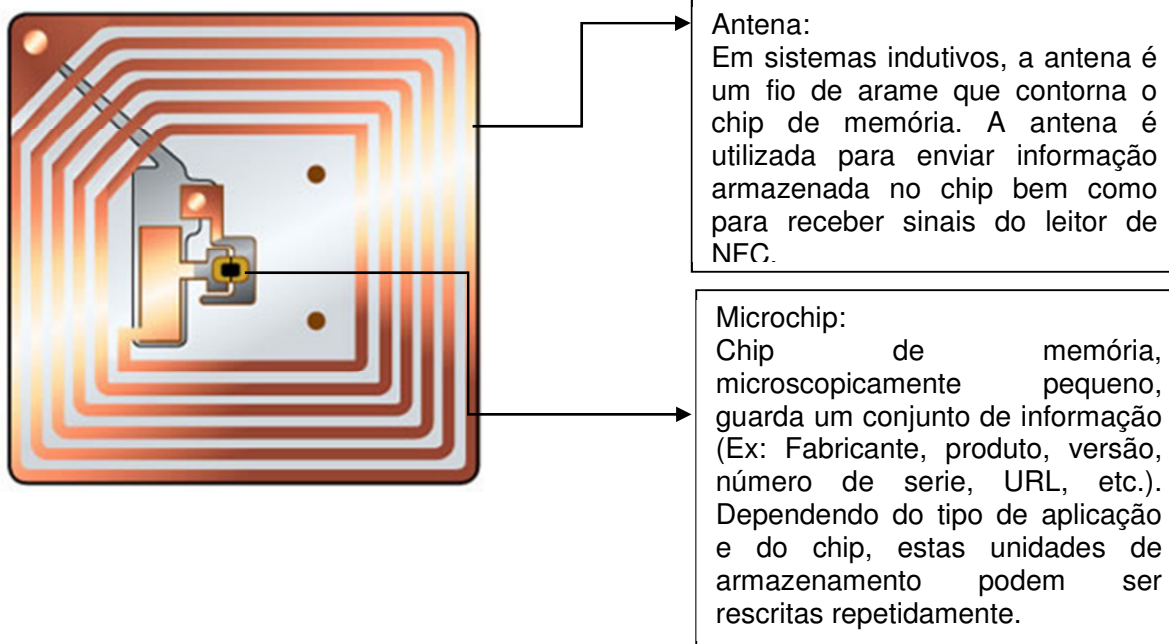 Antena:
Em sistemas indutivos, a antena é
um fio de arame que contorna o
chip de memória. A antena é
utilizada para enviar informação
armazenada no chip bem como
para receber sinais do leitor de
NFC.
Microchip:
Chip de memória,
microscopicamente pequeno,
guarda um conjunto de informação
(Ex: Fabricante, produto, versão,
número de serie, URL, etc.).
Dependendo do tipo de aplicação
e do chip, estas unidades de
armazenamento podem ser
rescritas repetidamente.